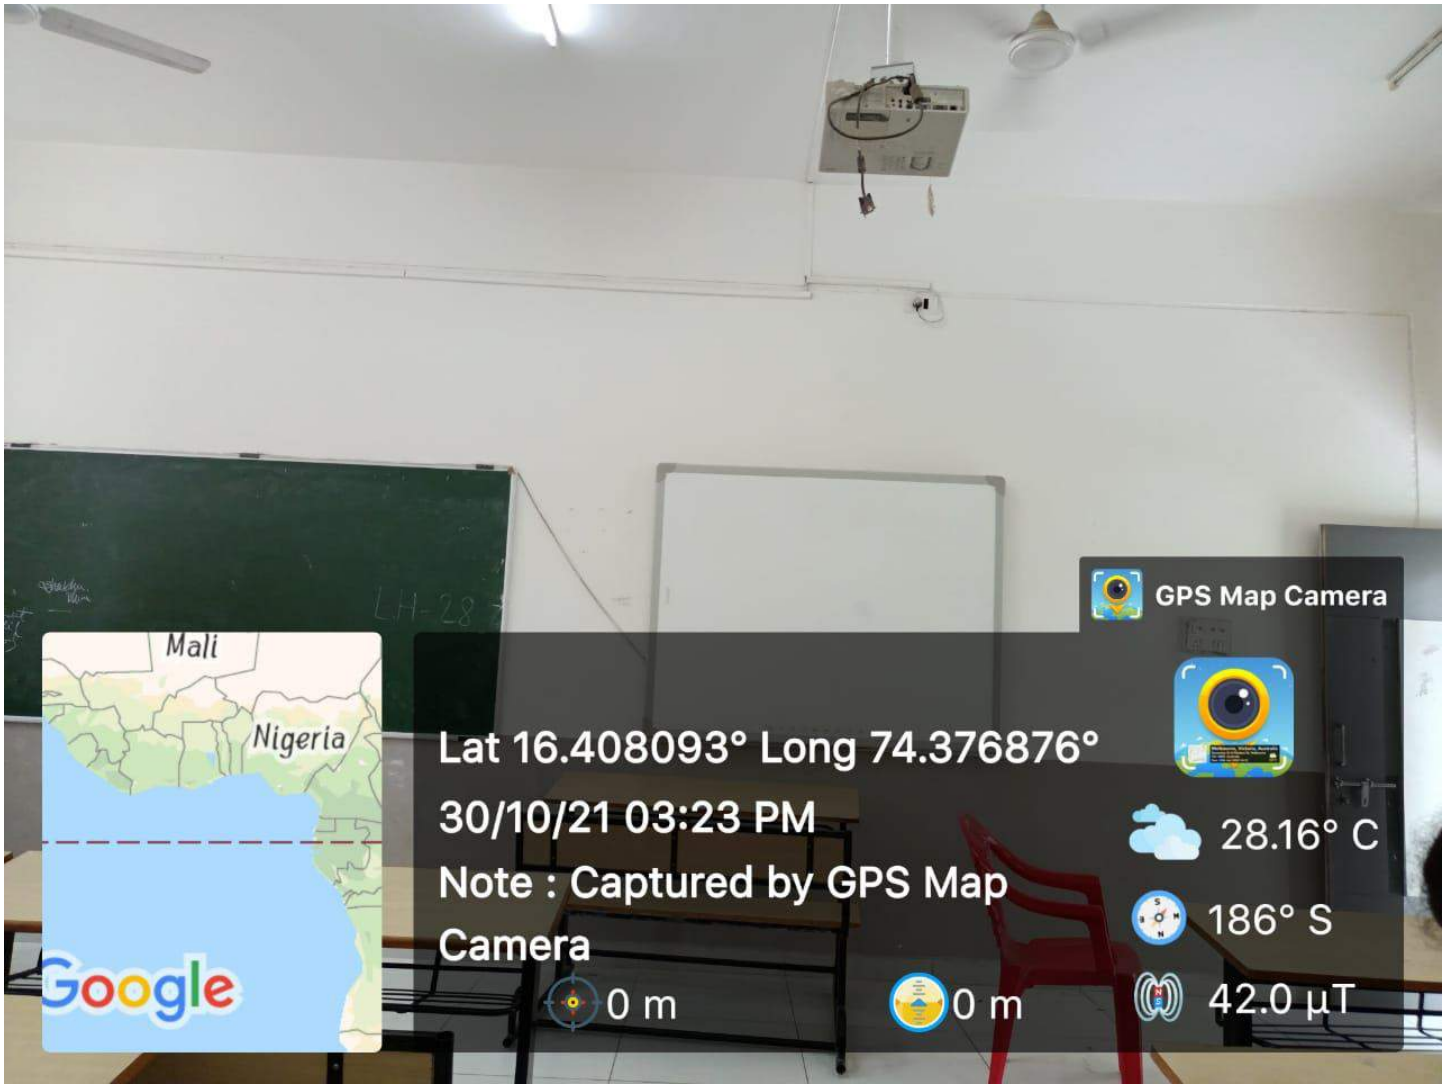 LH-28
GPS Map Camera
Mali
Nigeria
Google
Lat 16.408093° Long 74.376876°
30/10/21 03:23 PM
Note : Captured by GPS Map
Camera
0 m
0 m
28.16° C
186° S
42.0 µT